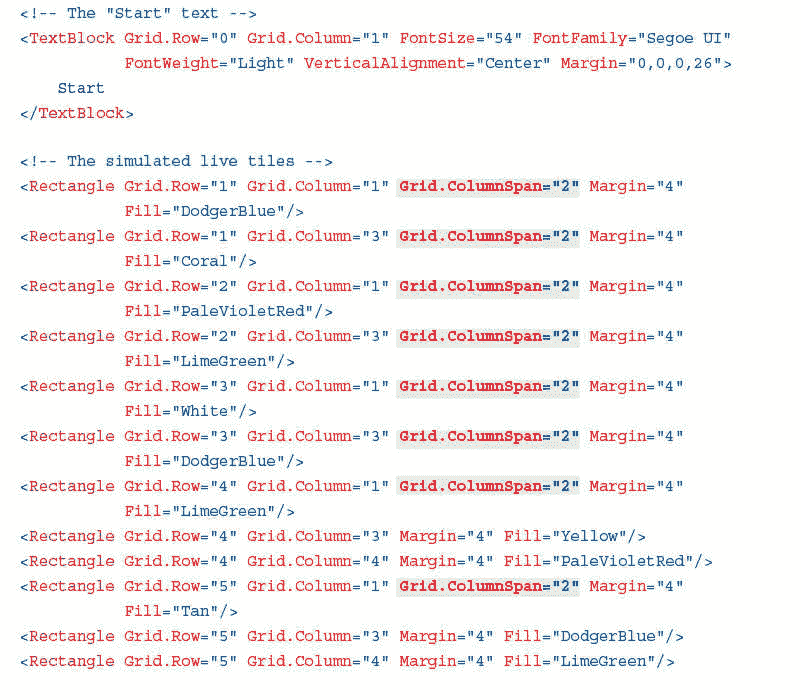 <!-- The "Start" text -->
<TextBlock Grid.Row="0" Grid.Column="1" FontSize="54" FontFamily="Segoe UI"
           FontWeight="Light" VerticalAlignment="Center" Margin="0,0,0,26">
    Start
</TextBlock>

<!-- The simulated live tiles -->
<Rectangle Grid.Row="1" Grid.Column="1" Grid.ColumnSpan="2" Margin="4"
           Fill="DodgerBlue"/>
<Rectangle Grid.Row="1" Grid.Column="3" Grid.ColumnSpan="2" Margin="4"
           Fill="Coral"/>
<Rectangle Grid.Row="2" Grid.Column="1" Grid.ColumnSpan="2" Margin="4"
           Fill="PaleVioletRed"/>
<Rectangle Grid.Row="2" Grid.Column="3" Grid.ColumnSpan="2" Margin="4"
           Fill="LimeGreen"/>
<Rectangle Grid.Row="3" Grid.Column="1" Grid.ColumnSpan="2" Margin="4"
           Fill="White"/>
<Rectangle Grid.Row="3" Grid.Column="3" Grid.ColumnSpan="2" Margin="4"
           Fill="DodgerBlue"/>
<Rectangle Grid.Row="4" Grid.Column="1" Grid.ColumnSpan="2" Margin="4"
           Fill="LimeGreen"/>
<Rectangle Grid.Row="4" Grid.Column="3" Margin="4" Fill="Yellow"/>
<Rectangle Grid.Row="4" Grid.Column="4" Margin="4" Fill="PaleVioletRed"/>
<Rectangle Grid.Row="5" Grid.Column="1" Grid.ColumnSpan="2" Margin="4"
           Fill="Tan"/>
<Rectangle Grid.Row="5" Grid.Column="3" Margin="4" Fill="DodgerBlue"/>
<Rectangle Grid.Row="5" Grid.Column="4" Margin="4" Fill="LimeGreen"/>